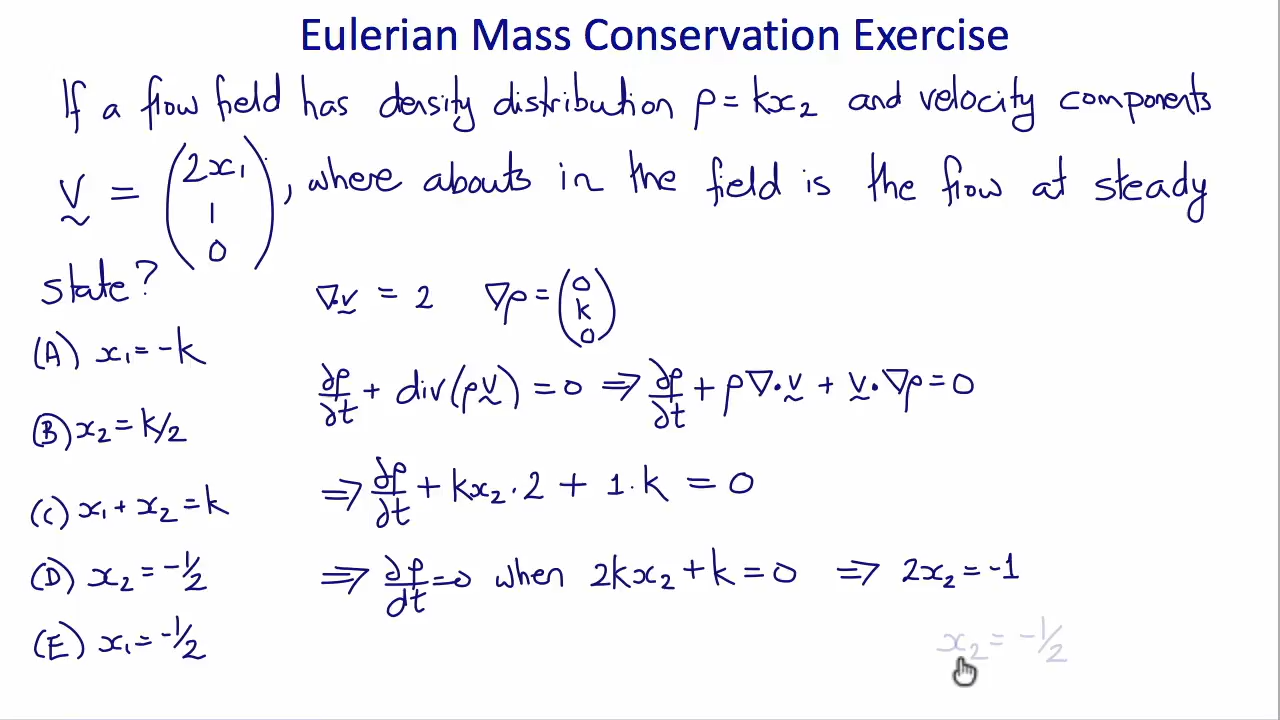 Eulerian Mass Conservation Exercise
If a flow field has density distribution ρ = kx₂ and velocity components
v = (2x₁ 1 0), where abouts in the field is the flow at steady
state?
∇·v = 2 ∇ρ = (0 k 0)
(A) x₁ = -k
∂ρ/∂t + div(ρv) = 0 ⇒ ∂ρ/∂t + ρ∇·v + v·∇ρ = 0
(B) x₂ = k/2
⇒ ∂ρ/∂t + kx₂·2 + 1·k = 0
(C) x₁ + x₂ = k
(D) x₂ = -1/2
⇒ ∂ρ/dt = 0 when 2kx₂ + k = 0 ⇒ 2x₂ = -1
(E) x₁ = -1/2
x₂ = -1/2